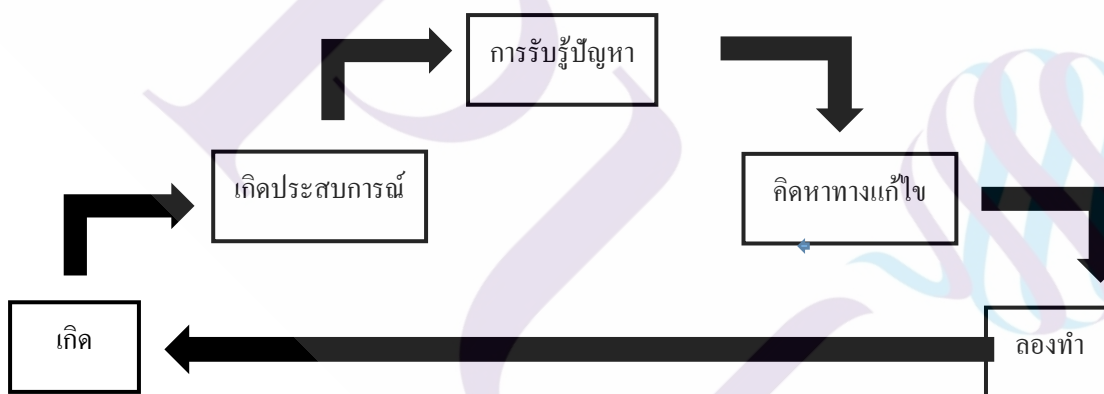 การรับรู้ปัญหา
เกิดประสบการณ์
คิดหาทางแก้ไข
เกิด
ลองทำ